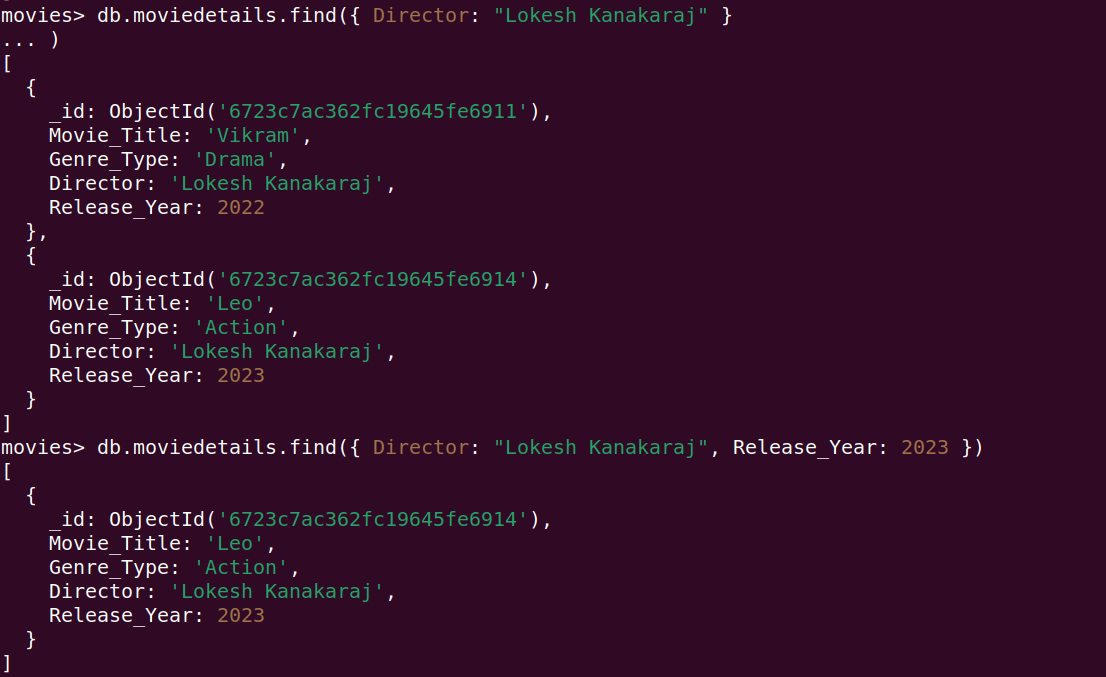 movies> db.moviedetails.find({ Director: "Lokesh Kanakaraj" }
... )
[
  {
    _id: ObjectId('6723c7ac362fc19645fe6911'),
    Movie_Title: 'Vikram',
    Genre_Type: 'Drama',
    Director: 'Lokesh Kanakaraj',
    Release_Year: 2022
  },
  {
    _id: ObjectId('6723c7ac362fc19645fe6914'),
    Movie_Title: 'Leo',
    Genre_Type: 'Action',
    Director: 'Lokesh Kanakaraj',
    Release_Year: 2023
  }
]
movies> db.moviedetails.find({ Director: "Lokesh Kanakaraj", Release_Year: 2023 })
[
  {
    _id: ObjectId('6723c7ac362fc19645fe6914'),
    Movie_Title: 'Leo',
    Genre_Type: 'Action',
    Director: 'Lokesh Kanakaraj',
    Release_Year: 2023
  }
]